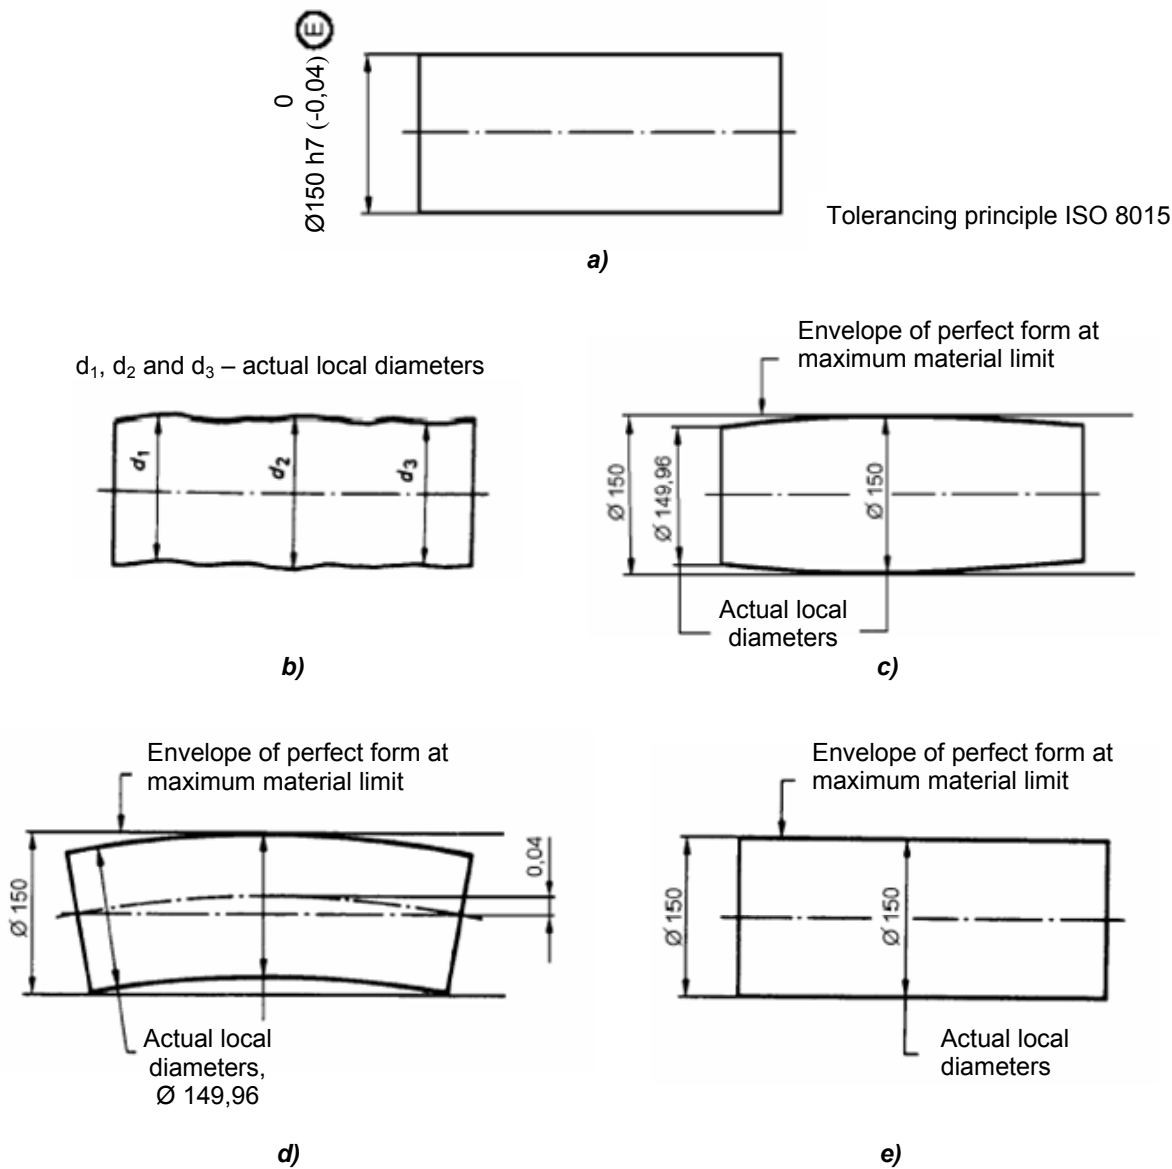 Ⓔ
0
Ø150 h7 (-0,04)
Tolerancing principle ISO 8015
a)
d₁, d₂ and d₃ – actual local diameters
d₁
d₂
d₃
b)
Envelope of perfect form at
maximum material limit
Ø 150
Ø 149,96
Ø 150
Actual local
diameters
c)
Envelope of perfect form at
maximum material limit
Ø 150
0,04
Actual local
diameters,
Ø 149,96
d)
Envelope of perfect form at
maximum material limit
Ø 150
Ø 150
Actual local
diameters
e)